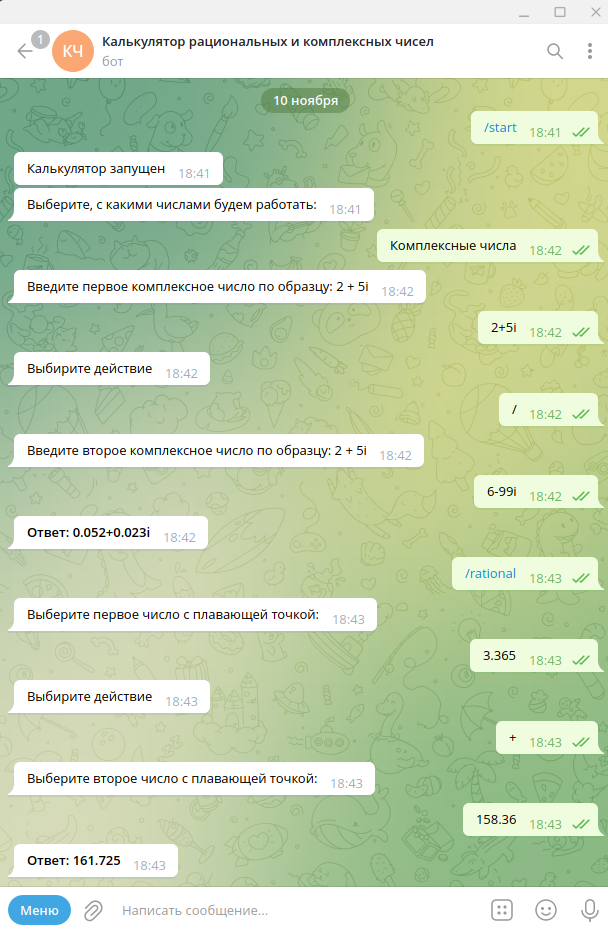 1
КЧ
Калькулятор рациональных и комплексных чисел
бот
10 ноября
/start 18:41
Калькулятор запущен 18:41
Выберите, с какими числами будем работать: 18:41
Комплексные числа 18:42
Введите первое комплексное число по образцу: 2 + 5i 18:42
2+5i 18:42
Выбирите действие 18:42
/ 18:42
Введите второе комплексное число по образцу: 2 + 5i 18:42
6-99i 18:42
Ответ: 0.052+0.023i 18:42
/rational 18:43
Выберите первое число с плавающей точкой: 18:43
3.365 18:43
Выбирите действие 18:43
+ 18:43
Выберите второе число с плавающей точкой: 18:43
158.36 18:43
Ответ: 161.725 18:43
Меню Написать сообщение...